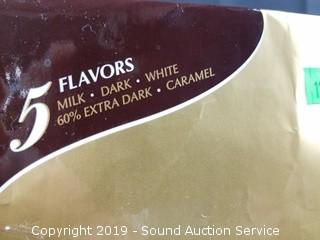 5 FLAVORS
MILK • DARK • WHITE
60% EXTRA DARK • CARAMEL
Copyright 2019 - Sound Auction Service